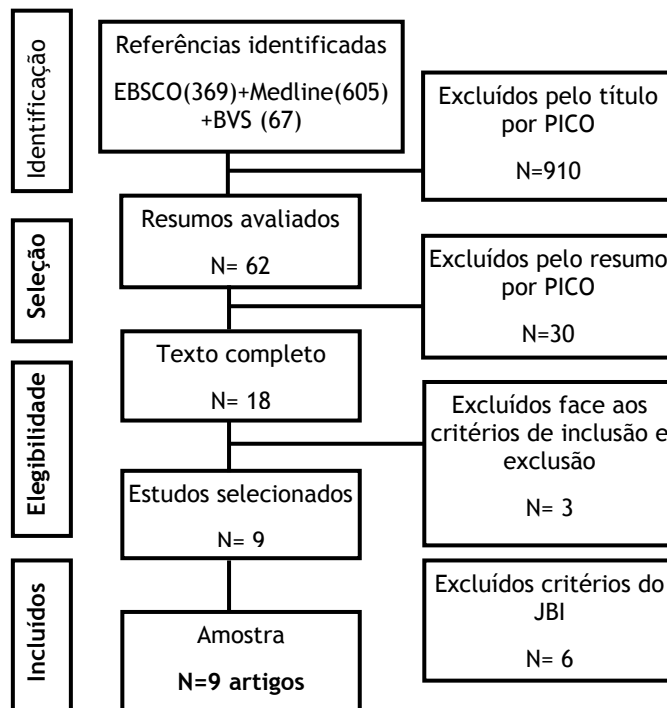 Identificação
Referências identificadas
EBSCO(369)+Medline(605)
+BVS (67)
Excluídos pelo título
por PICO
N=910
Seleção
Resumos avaliados
N= 62
Excluídos pelo resumo
por PICO
N=30
Elegibilidade
Texto completo
N= 18
Excluídos face aos
critérios de inclusão e
exclusão
N= 3
Estudos selecionados
N= 9
Incluídos
Excluídos critérios do
JBI
N= 6
Amostra
N=9 artigos